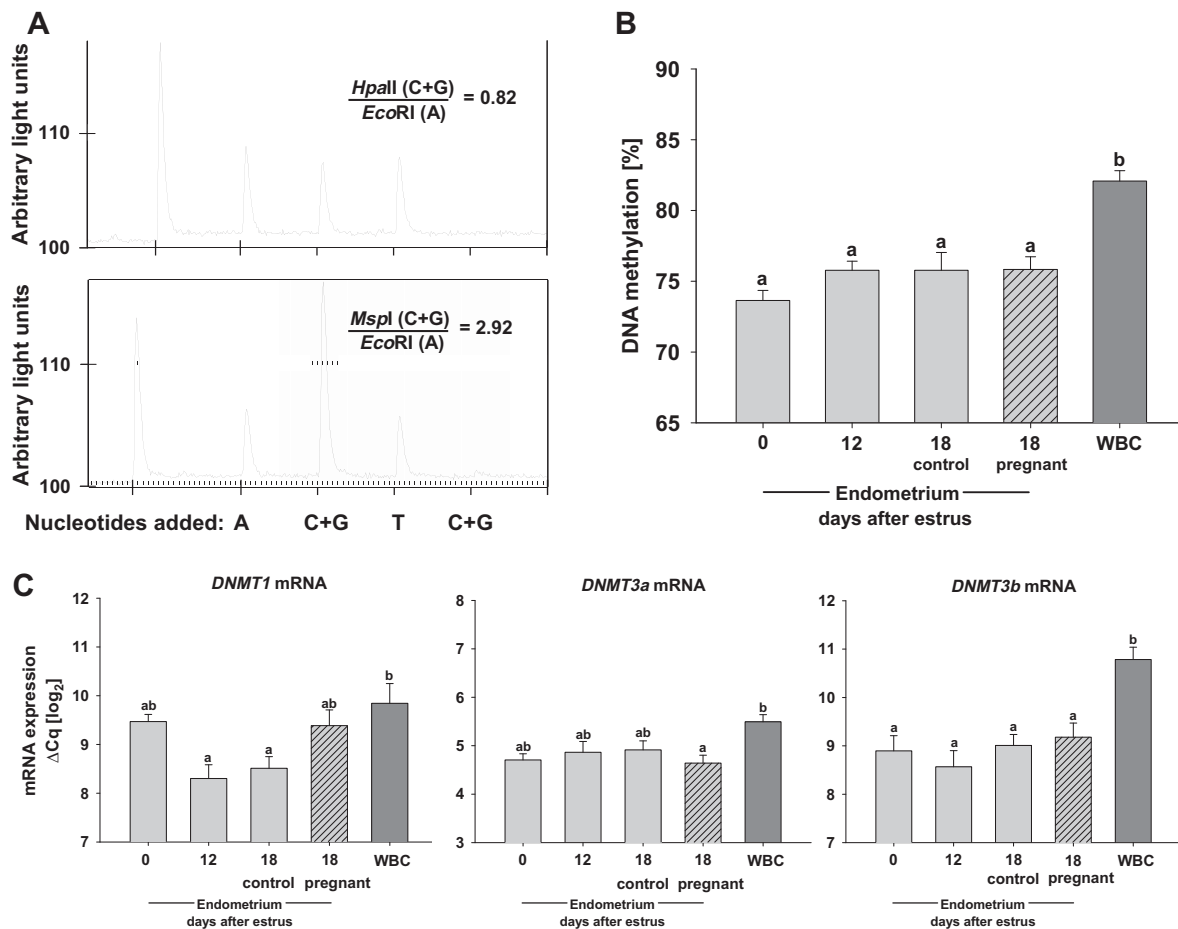 A
Arbitrary light units
110
100
HpaII (C+G)
EcoRI (A)
= 0.82
Arbitrary light units
110
100
MspI (C+G)
EcoRI (A)
= 2.92
Nucleotides added: A C+G T C+G
B
DNA methylation [%]
90
85
80
75
70
65
a
a
a
a
b
0 12 18 18 WBC
control pregnant
Endometrium
days after estrus
C
DNMT1 mRNA
mRNA expression
ΔCq [log2]
12
11
10
9
8
7
ab
a
a
ab
b
0 12 18 18 WBC
control pregnant
Endometrium
days after estrus
DNMT3a mRNA
8
7
6
5
4
3
ab
ab
ab
a
b
0 12 18 18 WBC
control pregnant
Endometrium
days after estrus
DNMT3b mRNA
12
11
10
9
8
7
a
a
a
a
b
0 12 18 18 WBC
control pregnant
Endometrium
days after estrus